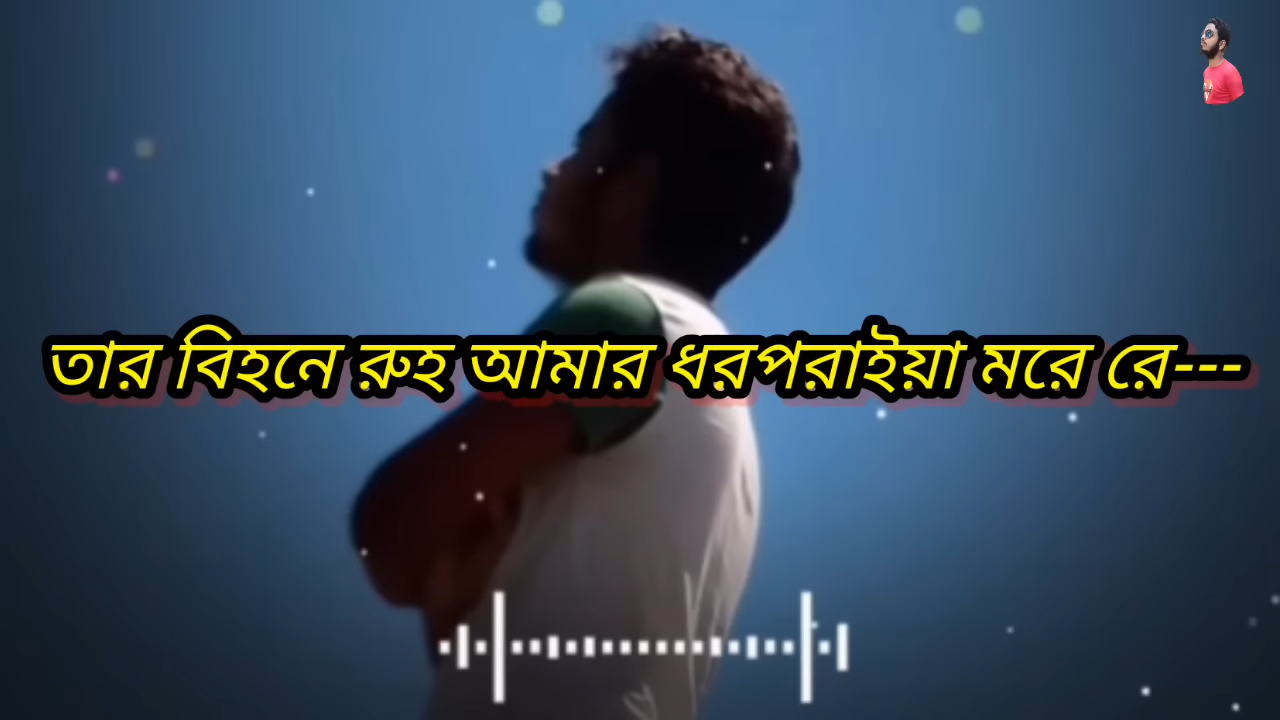 তার বিহনে রুহ আমার ধরপরাইয়া মরে রে---